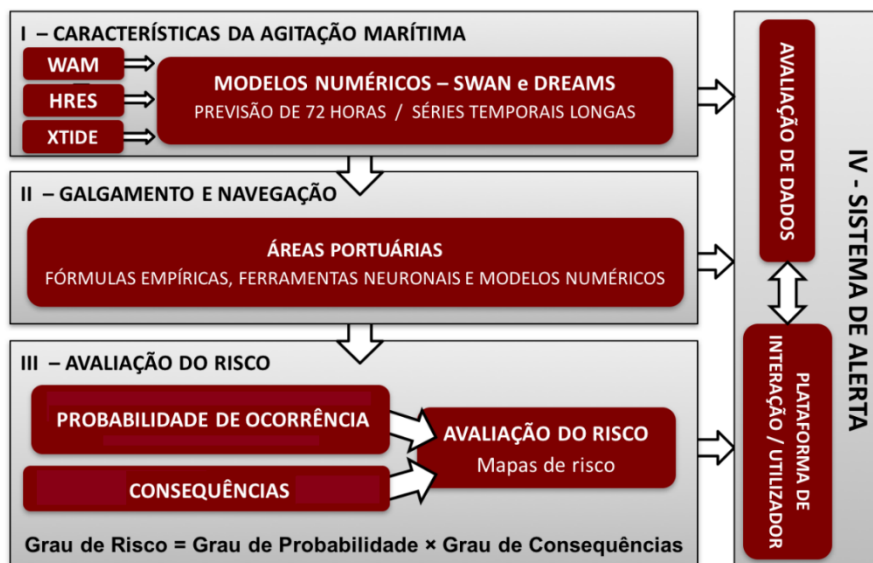 I – CARACTERÍSTICAS DA AGITAÇÃO MARÍTIMA
WAM
HRES
XTIDE
MODELOS NUMÉRICOS – SWAN e DREAMS
PREVISÃO DE 72 HORAS / SÉRIES TEMPORAIS LONGAS
II – GALGAMENTO E NAVEGAÇÃO
ÁREAS PORTUÁRIAS
FÓRMULAS EMPÍRICAS, FERRAMENTAS NEURONAIS E MODELOS NUMÉRICOS
III – AVALIAÇÃO DO RISCO
PROBABILIDADE DE OCORRÊNCIA
CONSEQUÊNCIAS
AVALIAÇÃO DO RISCO
Mapas de risco
Grau de Risco = Grau de Probabilidade × Grau de Consequências
IV - SISTEMA DE ALERTA
AVALIAÇÃO DE DADOS
PLATAFORMA DE
INTERAÇÃO / UTILIZADOR